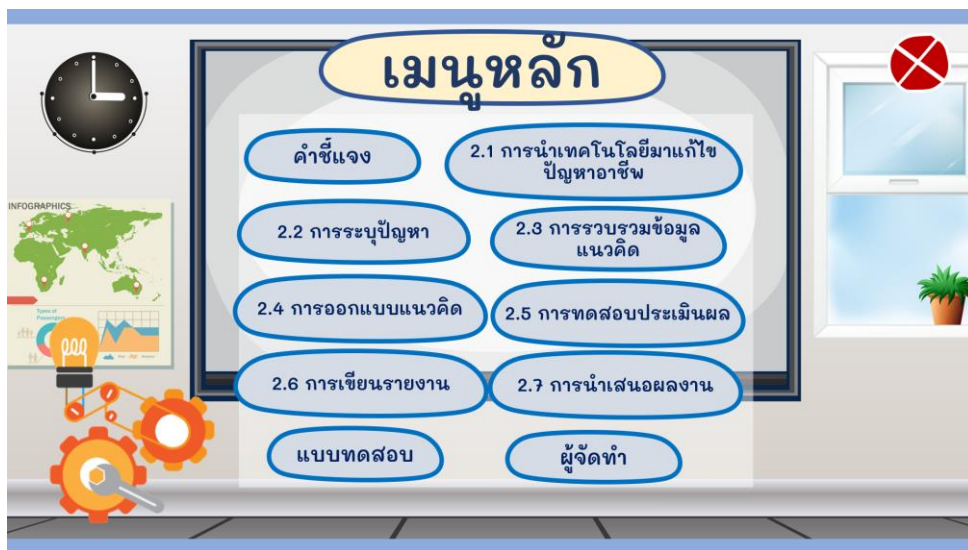 เมนูหลัก
คำชี้แจง
2.1 การนำเทคโนโลยีมาแก้ไข
ปัญหาอาชีพ
2.2 การระบุปัญหา
2.3 การรวบรวมข้อมูล
แนวคิด
2.4 การออกแบบแนวคิด
2.5 การทดสอบประเมินผล
2.6 การเขียนรายงาน
2.7 การนำเสนอผลงาน
แบบทดสอบ
ผู้จัดทำ
INFOGRAPHICS
Types of
Passengers